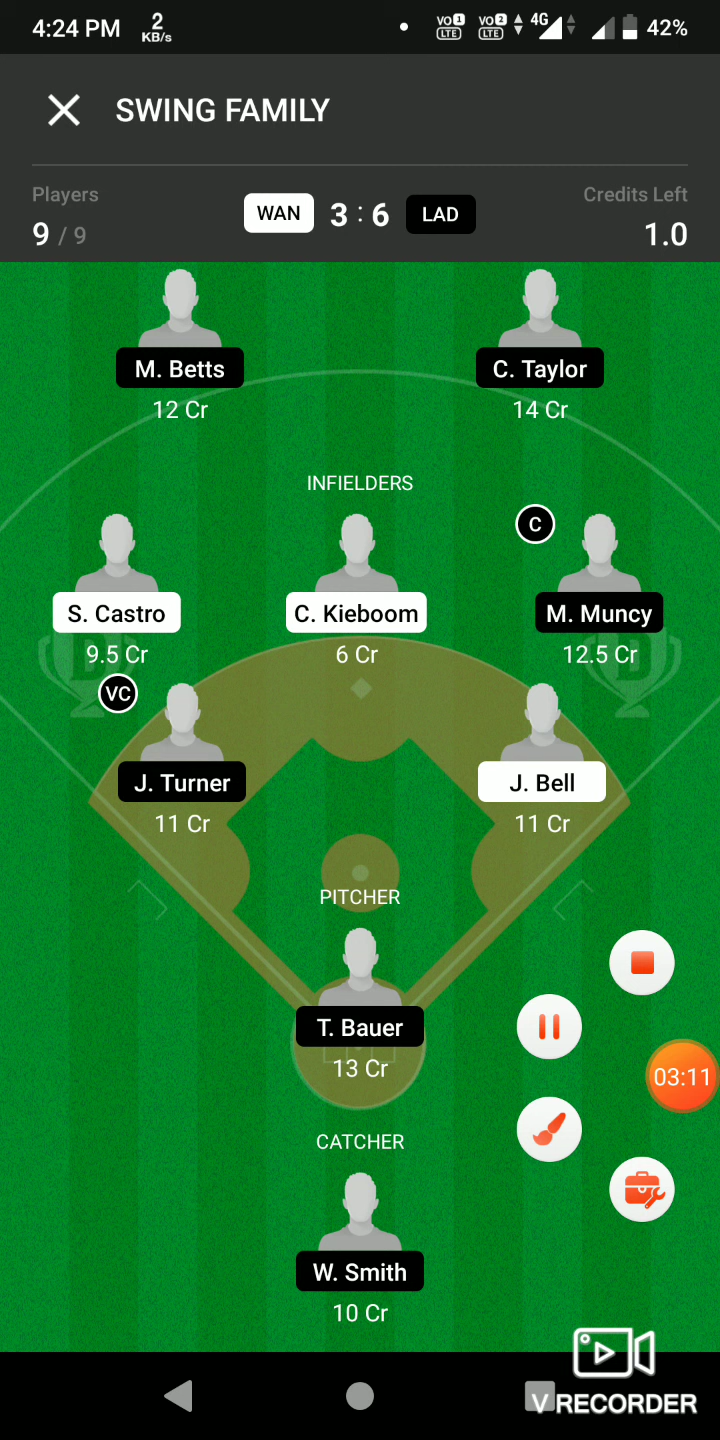 4:24 PM 2 KB/s VO 1 LTE VO 2 LTE 4G 42%
SWING FAMILY
Players Credits Left
9 / 9 WAN 3 : 6 LAD 1.0
M. Betts C. Taylor
12 Cr 14 Cr
INFIELDERS
C
S. Castro C. Kieboom M. Muncy
9.5 Cr 6 Cr 12.5 Cr
VC
J. Turner J. Bell
11 Cr 11 Cr
PITCHER
T. Bauer
13 Cr
03:11
CATCHER
W. Smith
10 Cr
V RECORDER